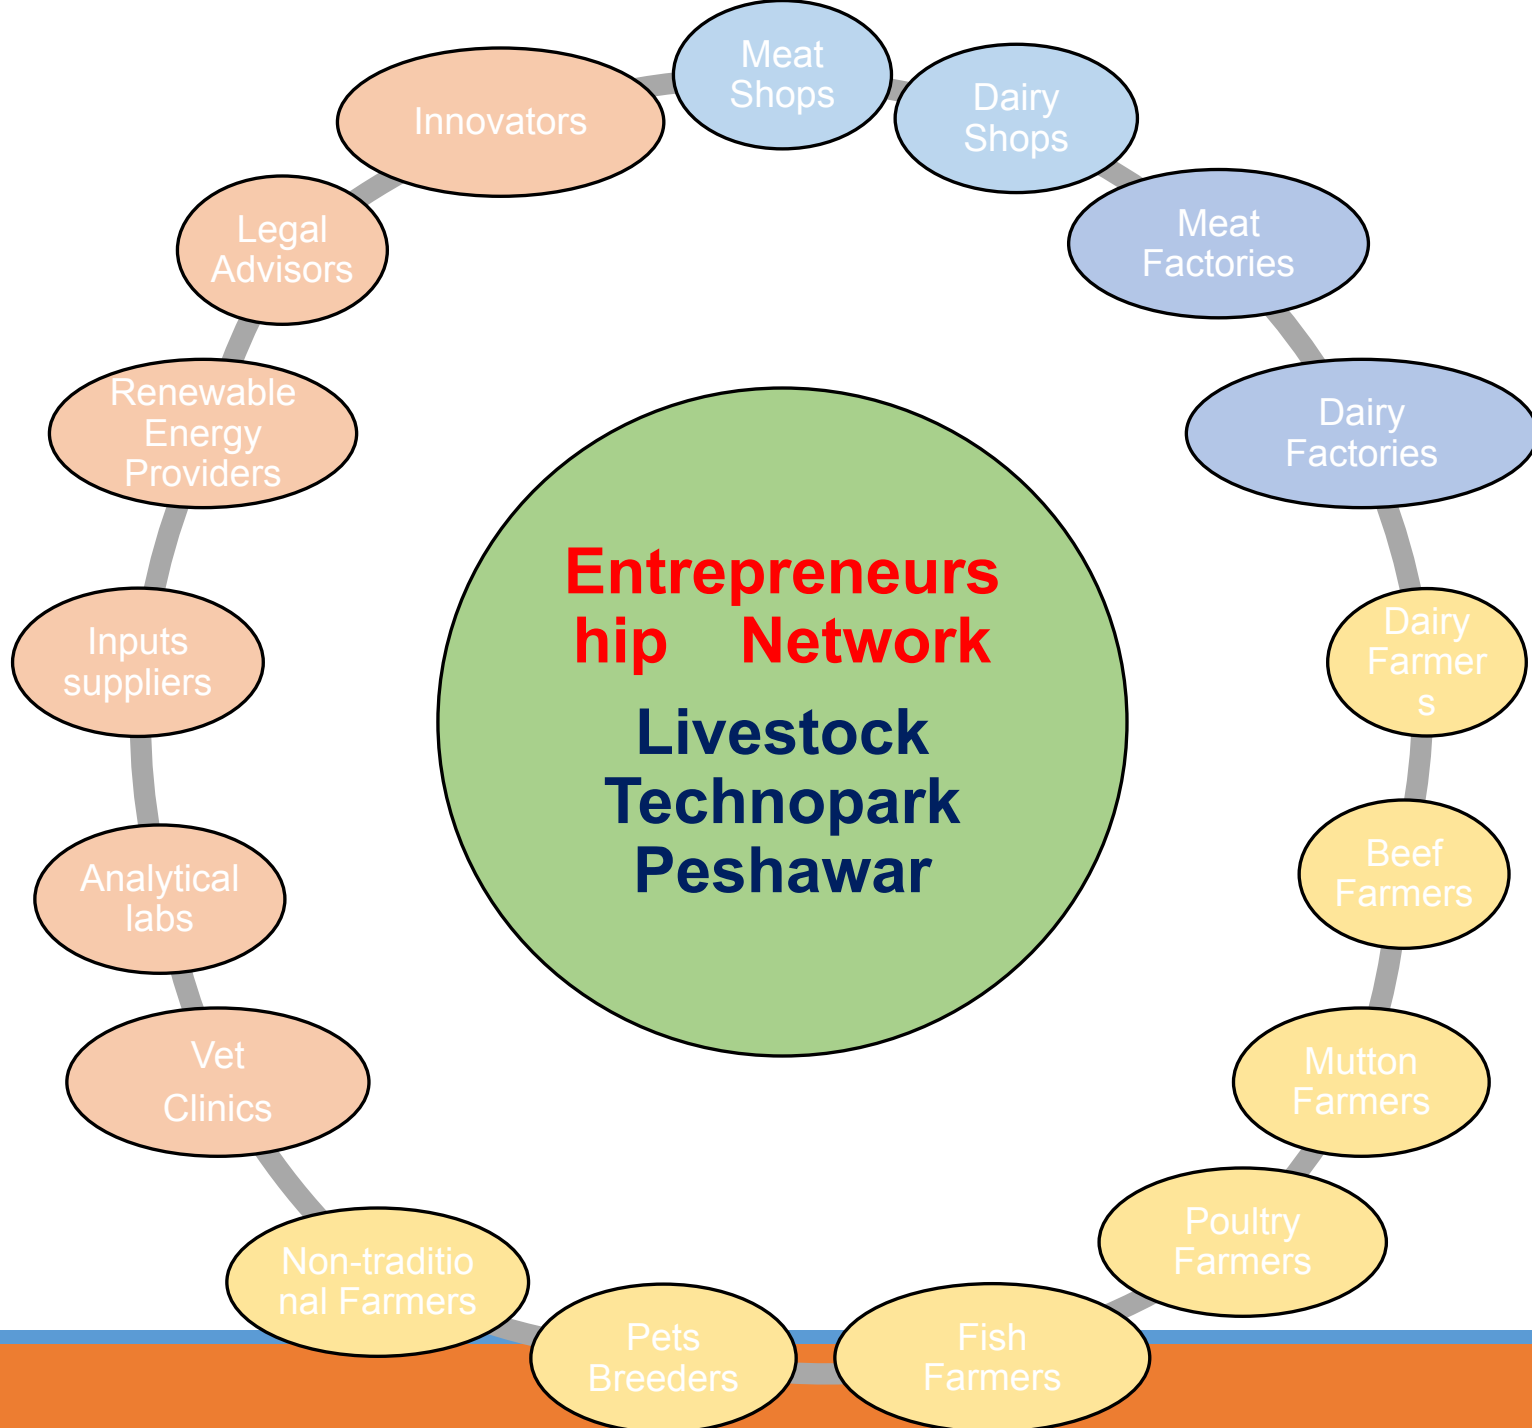 Meat
Shops
Dairy
Shops
Meat
Factories
Dairy
Factories
Dairy
Farmer
s
Beef
Farmers
Mutton
Farmers
Poultry
Farmers
Fish
Farmers
Pets
Breeders
Non-traditio
nal Farmers
Vet
Clinics
Analytical
labs
Inputs
suppliers
Renewable
Energy
Providers
Legal
Advisors
Innovators
Entrepreneurs
hip Network
Livestock
Technopark
Peshawar